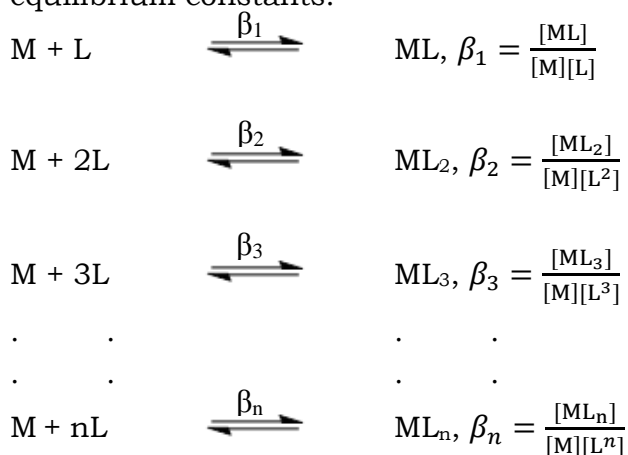 equilibrium constants.
β₁
M + L ⇌ ML, β₁ = [ML]/[M][L]
β₂
M + 2L ⇌ ML₂, β₂ = [ML₂]/[M][L²]
β₃
M + 3L ⇌ ML₃, β₃ = [ML₃]/[M][L³]
. . . .
. . . .
βₙ
M + nL ⇌ MLₙ, βₙ = [MLₙ]/[M][Lⁿ]